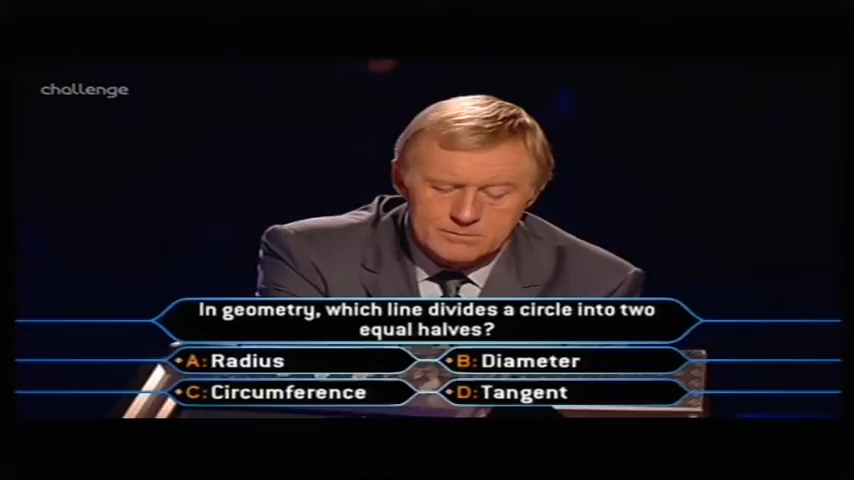 challenge
In geometry, which line divides a circle into two
equal halves?
A: Radius
B: Diameter
C: Circumference
D: Tangent